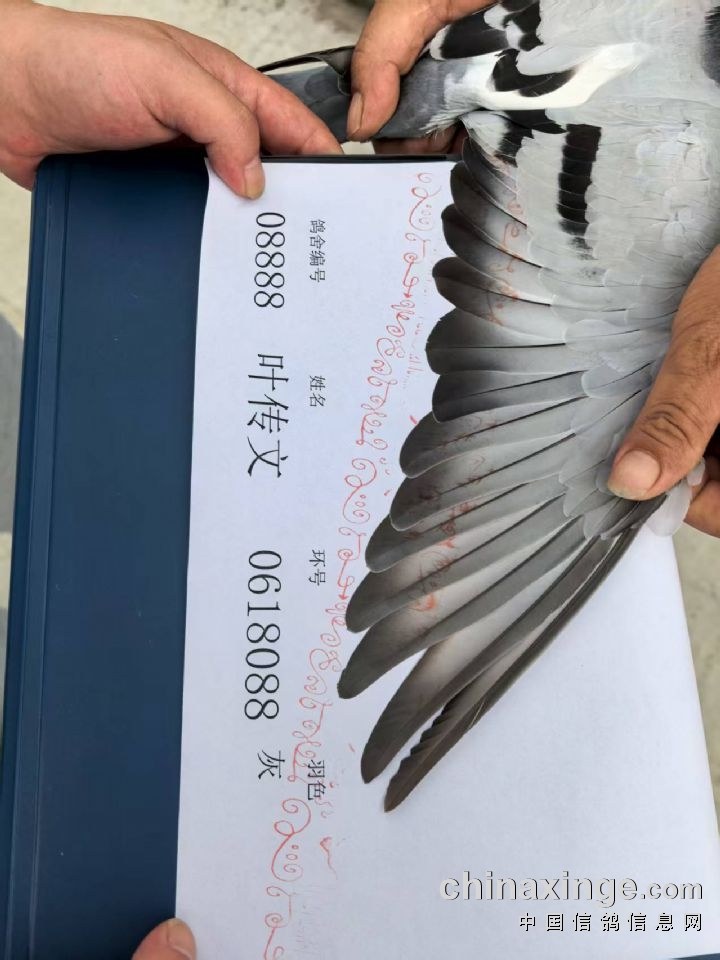 鸽舍编号 姓名 环号 羽色
08888 叶传文 0618088 灰
chinaxinge.com
中国信鸽信息网